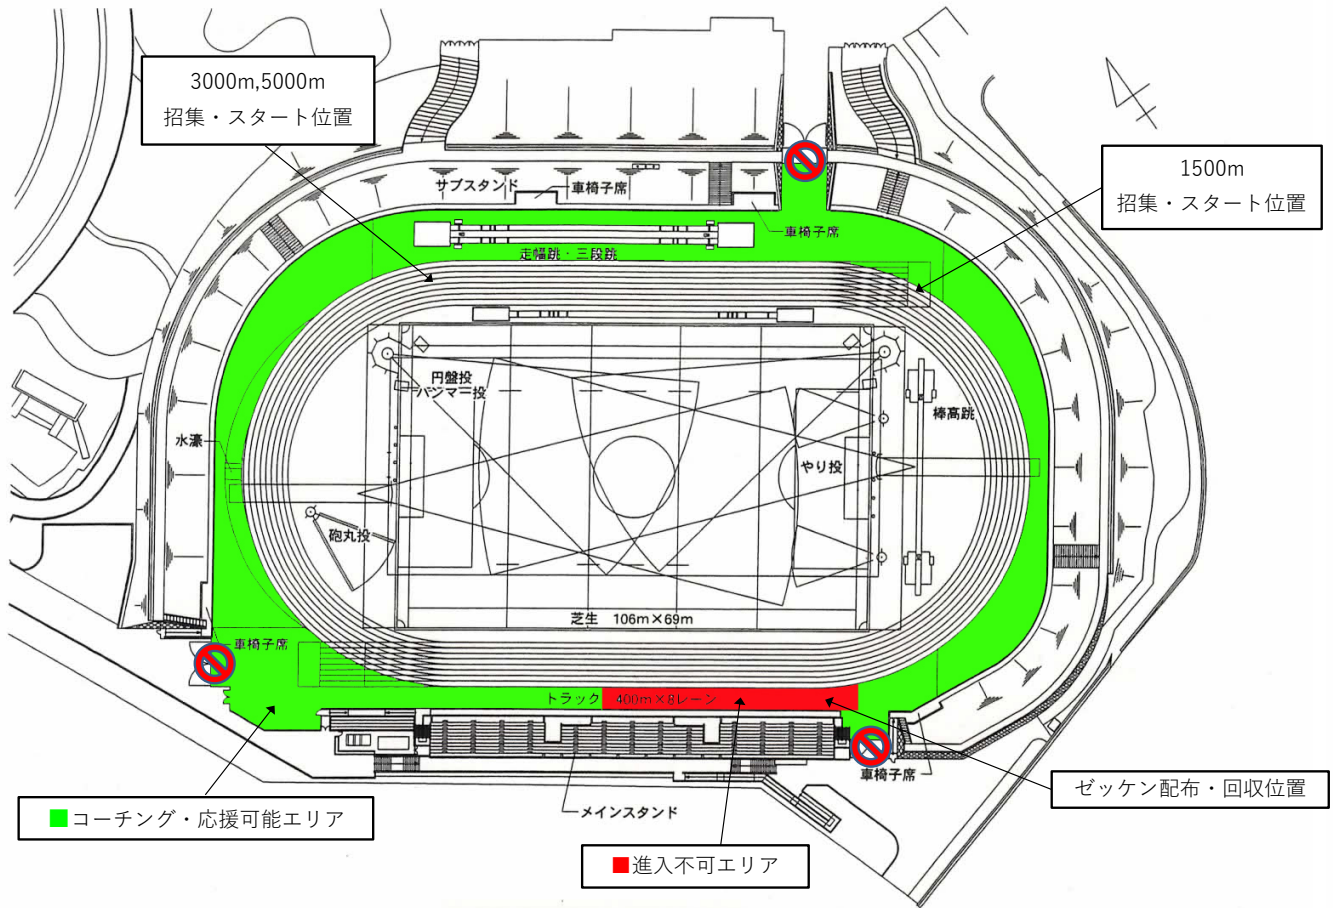 3000m,5000m
招集・スタート位置
1500m
招集・スタート位置
サブスタンド
車椅子席
車椅子席
走幅跳・三段跳
円盤投
ハンマー投
棒高跳
水濠
やり投
砲丸投
芝生 106m×69m
車椅子席
トラック 400m×8レーン
車椅子席
ゼッケン配布・回収位置
メインスタンド
■コーチング・応援可能エリア
■進入不可エリア